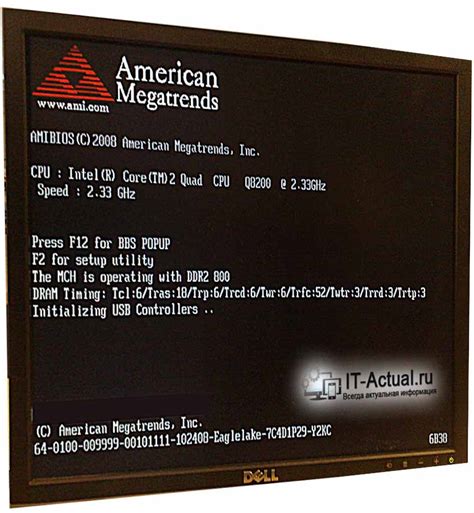 American
Megatrends
www.ami.com
AMIBIOS(C)2008 American Megatrends, Inc.
CPU : Intel(R) Core(TM)2 Quad CPU Q8200 @ 2.33GHz
Speed : 2.33 GHz
Press F12 for BBS POPUP
F2 for setup utility
The MCH is operating with DDR2 800
DRAM Timing: Tcl:6/Tras:18/Trp:6/Trcd:6/Twr:6/Trfc:52/Twtr:3/Trrd:3/Trtp:3
Initializing USB Controllers ..
IT-Actual.ru
Всегда актуальная информация
(C) American Megatrends, Inc.
64-0100-009999-00101111-102408-Eaglelake-7C4D1P29-Y2KC
6B38
DELL